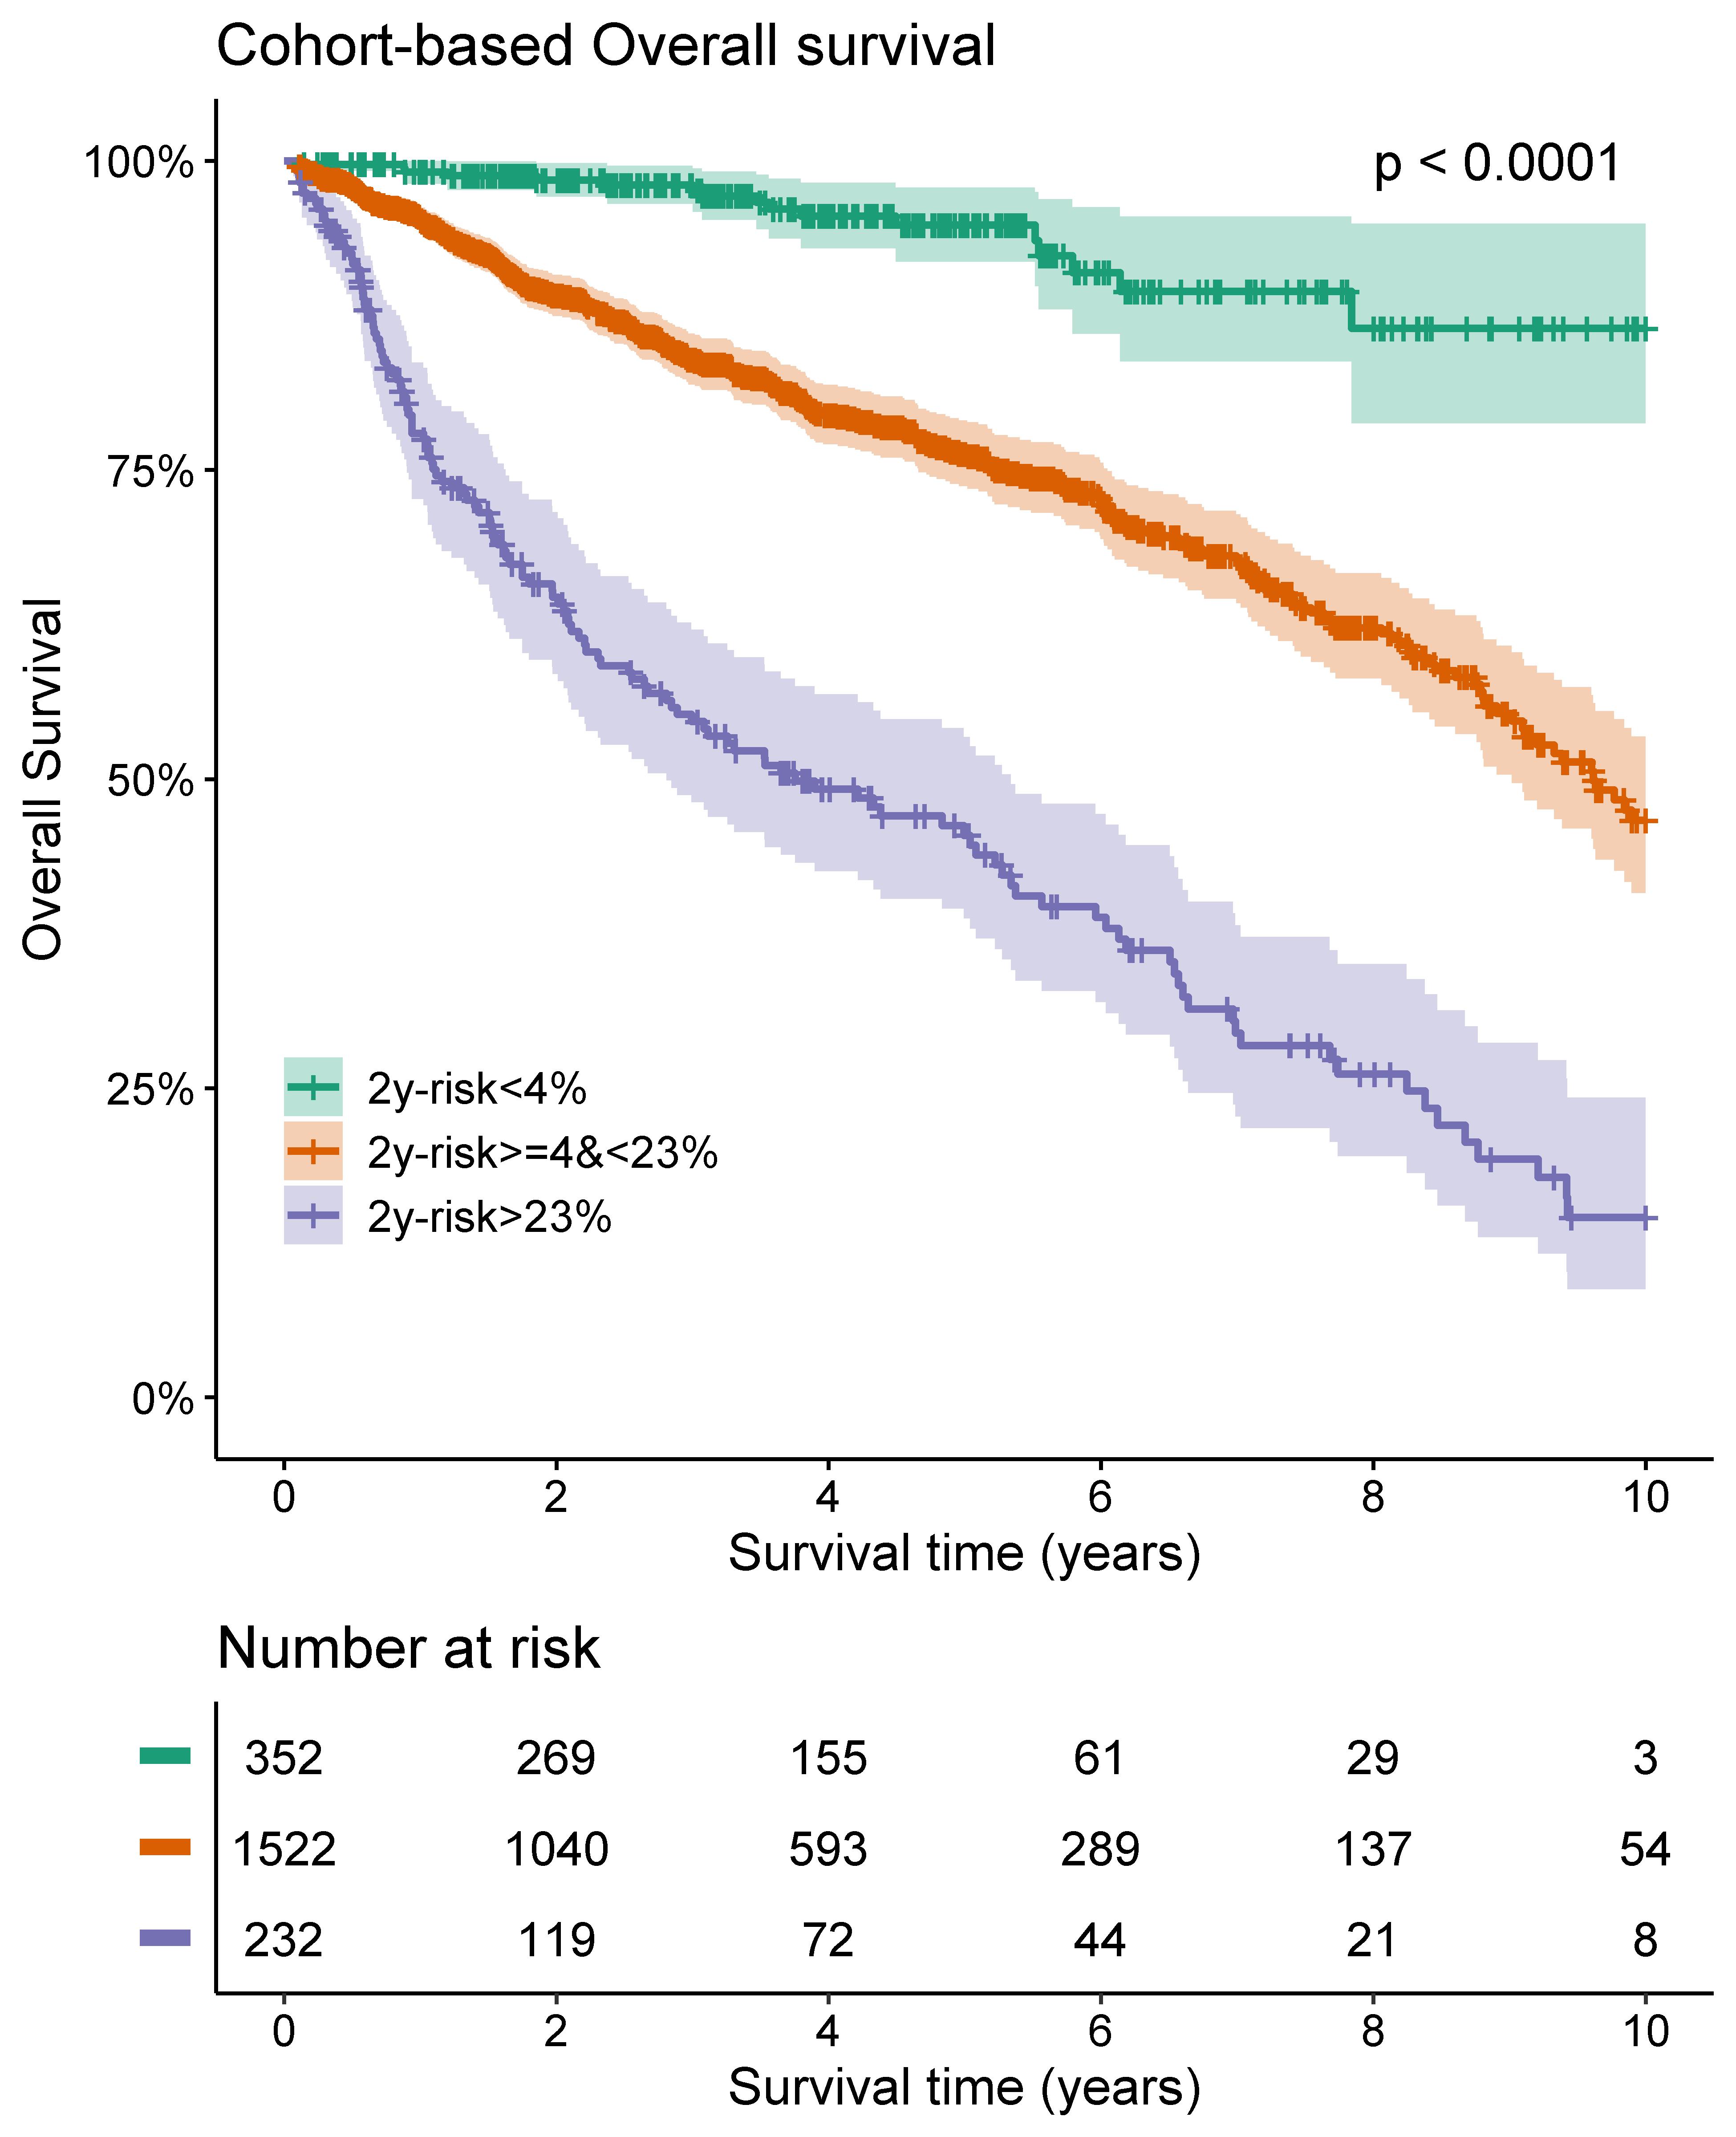 Cohort-based Overall survival
p < 0.0001
100%
75%
50%
25%
0%
Overall Survival
2y-risk<4%
2y-risk>=4&<23%
2y-risk>23%
0 2 4 6 8 10
Survival time (years)
Number at risk
352 269 155 61 29 3
1522 1040 593 289 137 54
232 119 72 44 21 8
0 2 4 6 8 10
Survival time (years)